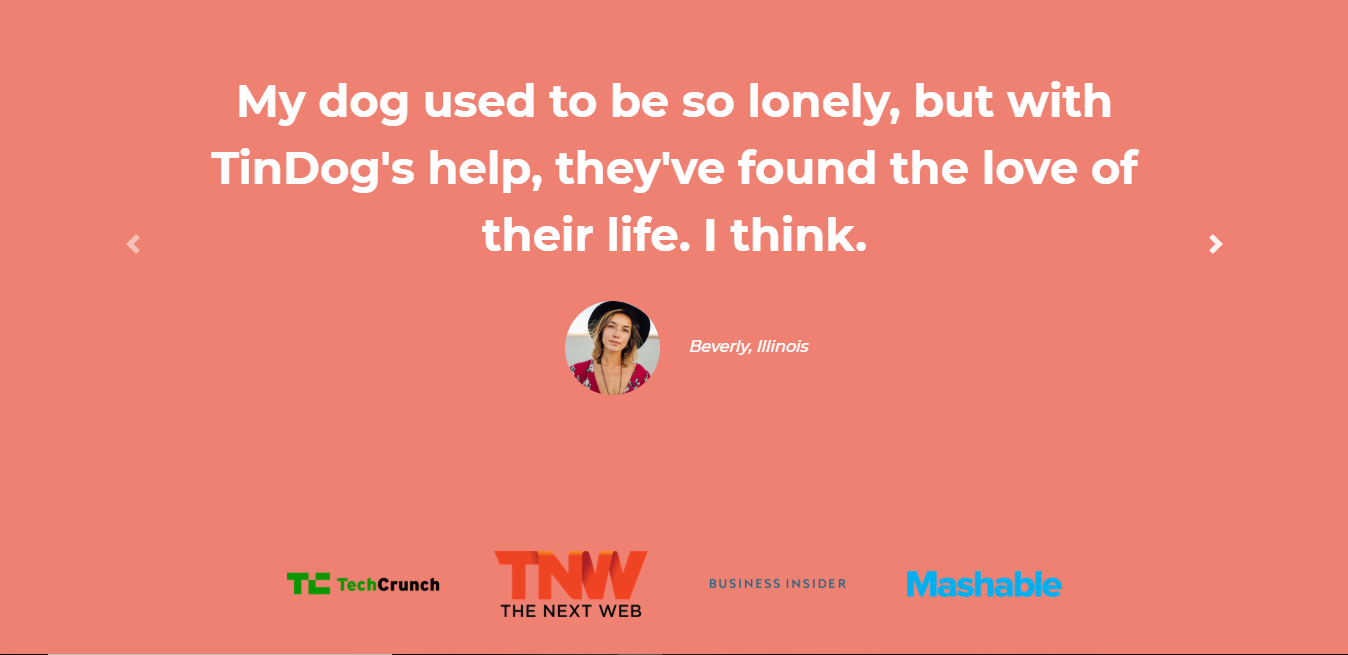 My dog used to be so lonely, but with
TinDog's help, they've found the love of
their life. I think.
Beverly, Illinois
TC TechCrunch
TNW
THE NEXT WEB
BUSINESS INSIDER
Mashable